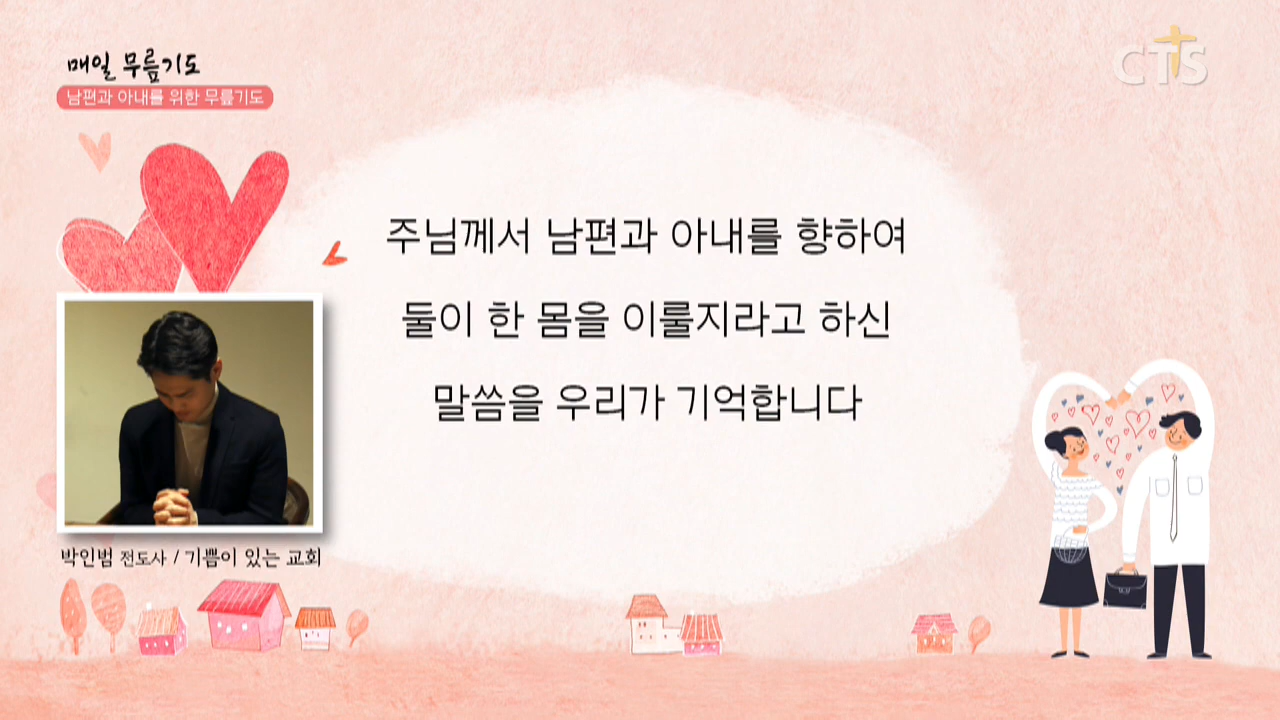 매일 무릎기도
남편과 아내를 위한 무릎기도
CTS
주님께서 남편과 아내를 향하여
둘이 한 몸을 이룰지라고 하신
말씀을 우리가 기억합니다
박인범 전도사 / 기쁨이 있는 교회